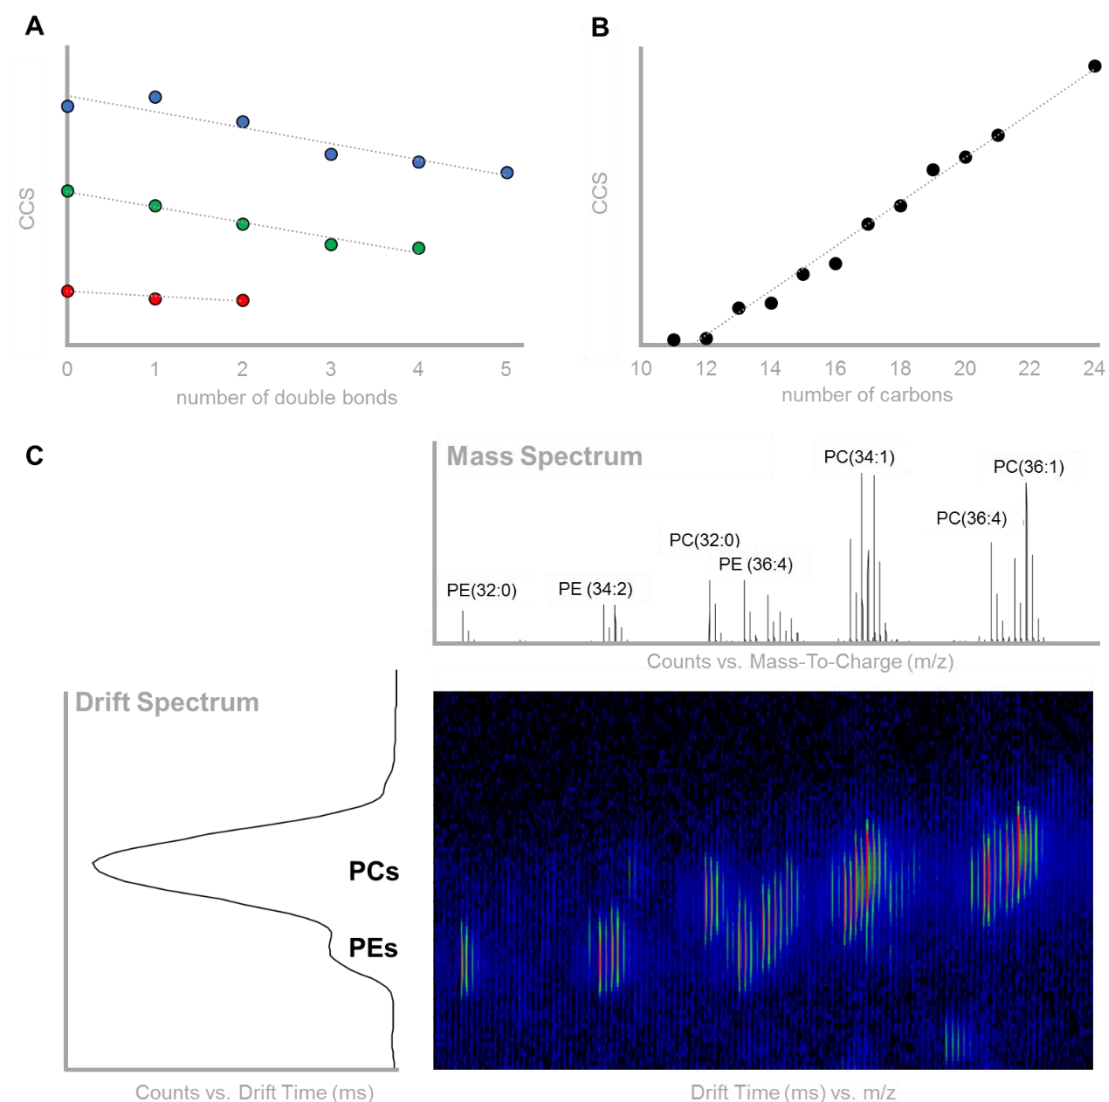 A
CCS
0 1 2 3 4 5
number of double bonds
B
CCS
10 12 14 16 18 20 22 24
number of carbons
C
Mass Spectrum
PE(32:0)
PE (34:2)
PC(32:0)
PE (36:4)
PC(34:1)
PC(36:4)
PC(36:1)
Counts vs. Mass-To-Charge (m/z)
Drift Spectrum
PCs
PEs
Counts vs. Drift Time (ms)
Drift Time (ms) vs. m/z